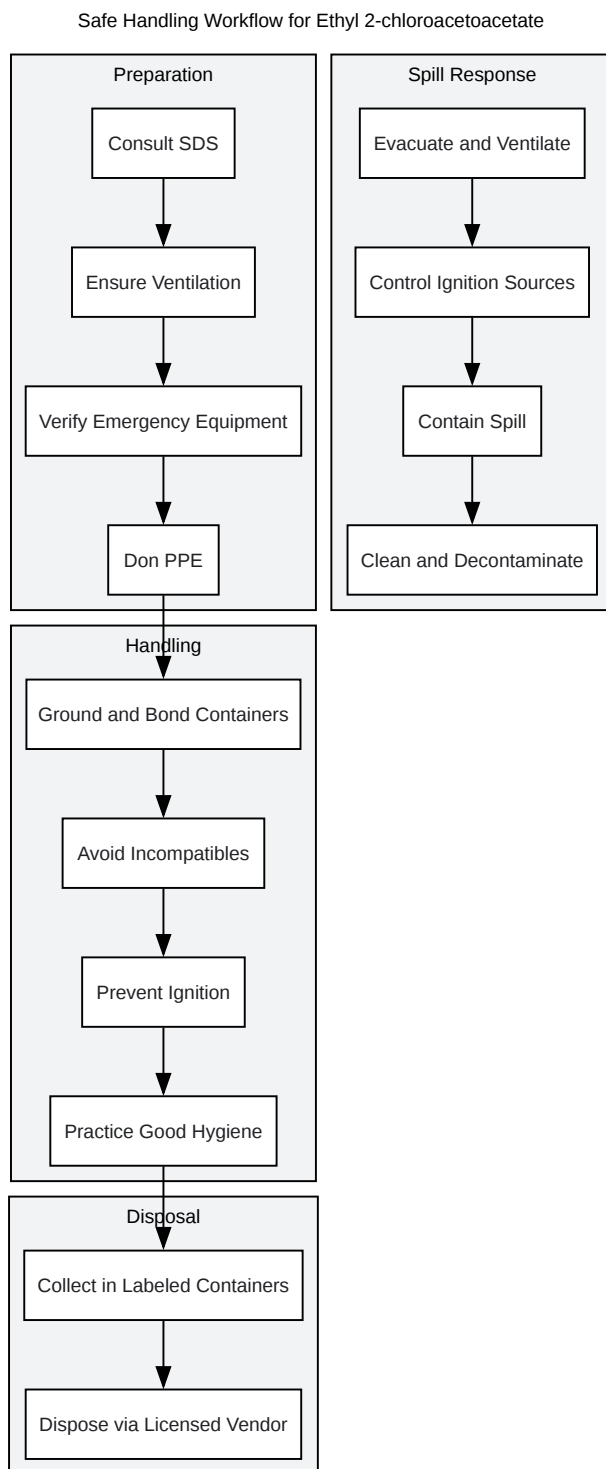 Safe Handling Workflow for Ethyl 2-chloroacetoacetate
Preparation
Consult SDS
Ensure Ventilation
Verify Emergency Equipment
Don PPE
Spill Response
Evacuate and Ventilate
Control Ignition Sources
Contain Spill
Clean and Decontaminate
Handling
Ground and Bond Containers
Avoid Incompatibles
Prevent Ignition
Practice Good Hygiene
Disposal
Collect in Labeled Containers
Dispose via Licensed Vendor